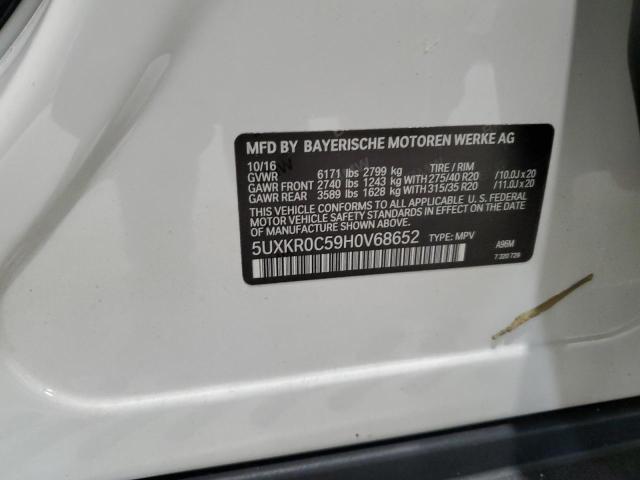 MFD BY BAYERISCHE MOTOREN WERKE AG
10/16
GVWR 6171 lbs 2799 kg TIRE / RIM
GAWR FRONT 2740 lbs 1243 kg WITH 275/40 R20 /10.0J x 20
GAWR REAR 3589 lbs 1628 kg WITH 315/35 R20 /11.0J x 20
THIS VEHICLE CONFORMS TO ALL APPLICABLE U. S. FEDERAL
MOTOR VEHICLE SAFETY STANDARDS IN EFFECT ON THE DATE OF
MANUFACTURE SHOWN ABOVE.
5UXKR0C59H0V68652 TYPE: MPV A96M
7 320 728